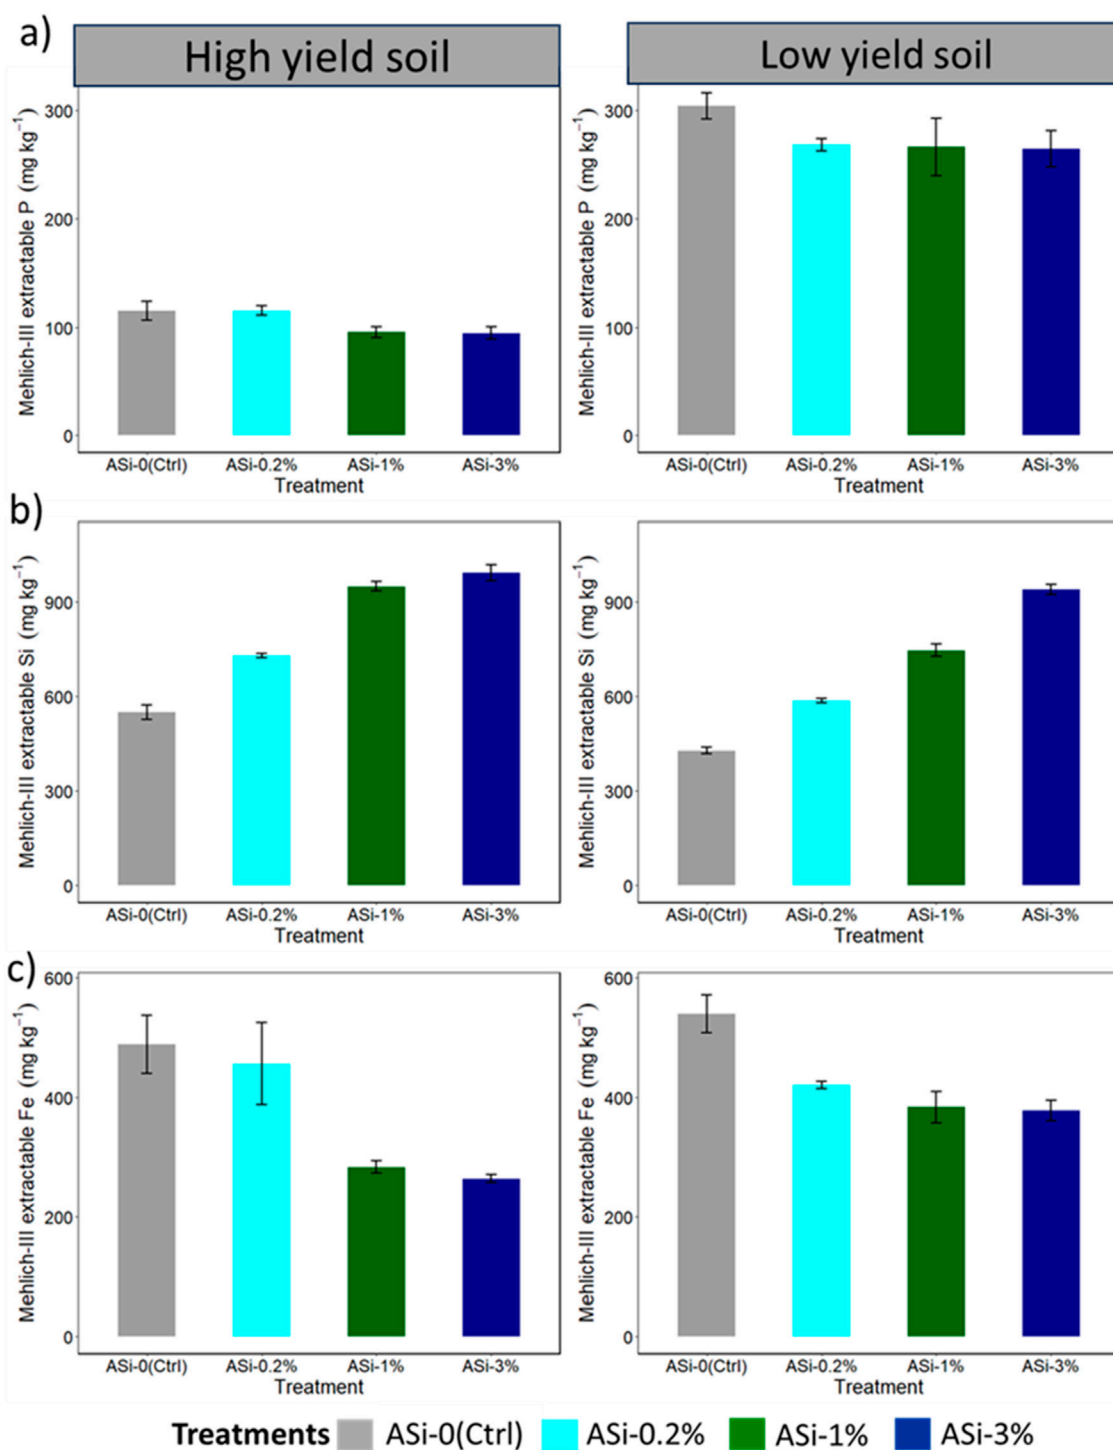 a)
High yield soil
Low yield soil
Mehlich-III extractable P (mg kg⁻¹)
300
200
100
0
ASi-0(Ctrl) ASi-0.2% ASi-1% ASi-3%
Treatment
Mehlich-III extractable P (mg kg⁻¹)
300
200
100
0
ASi-0(Ctrl) ASi-0.2% ASi-1% ASi-3%
Treatment
b)
Mehlich-III extractable Si (mg kg⁻¹)
900
600
300
0
ASi-0(Ctrl) ASi-0.2% ASi-1% ASi-3%
Treatment
Mehlich-III extractable Si (mg kg⁻¹)
900
600
300
0
ASi-0(Ctrl) ASi-0.2% ASi-1% ASi-3%
Treatment
c)
Mehlich-III extractable Fe (mg kg⁻¹)
600
400
200
0
ASi-0(Ctrl) ASi-0.2% ASi-1% ASi-3%
Treatment
Mehlich-III extractable Fe (mg kg⁻¹)
600
400
200
0
ASi-0(Ctrl) ASi-0.2% ASi-1% ASi-3%
Treatment
Treatments ASi-0(Ctrl) ASi-0.2% ASi-1% ASi-3%